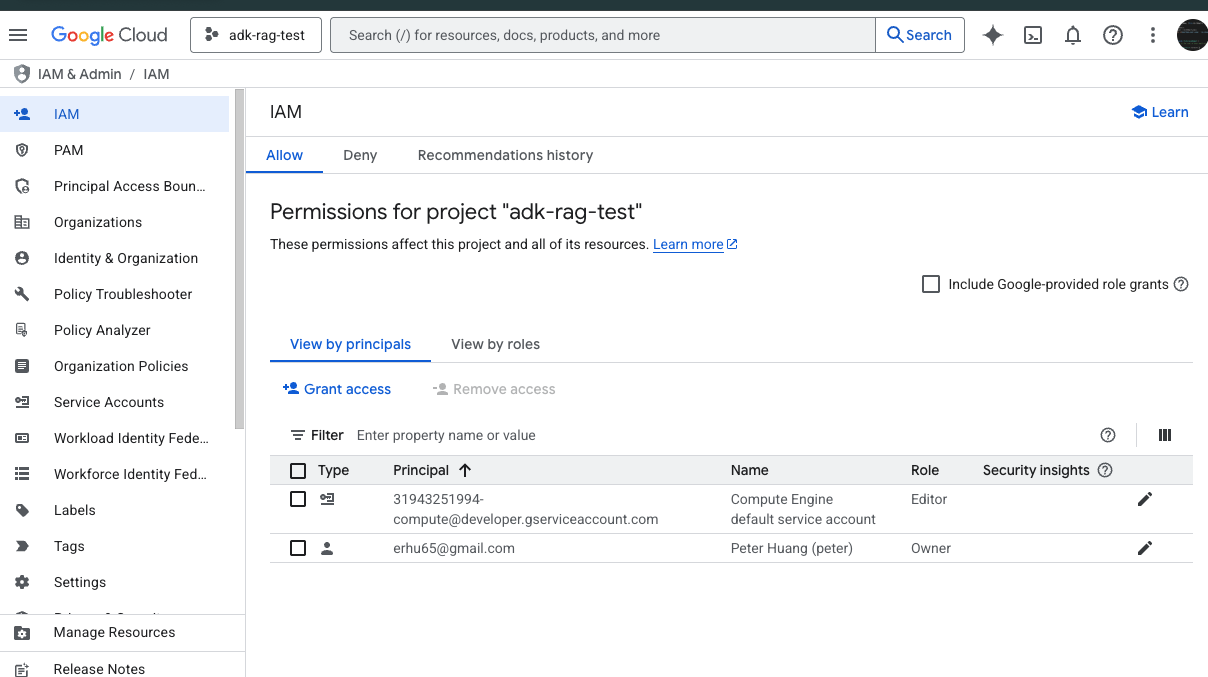 Google Cloud
adk-rag-test
Search (/) for resources, docs, products, and more
Search
IAM & Admin / IAM
IAM
PAM
Principal Access Boun...
Organizations
Identity & Organization
Policy Troubleshooter
Policy Analyzer
Organization Policies
Service Accounts
Workload Identity Fede...
Workforce Identity Fed...
Labels
Tags
Settings
Manage Resources
Release Notes
IAM
Learn
Allow
Deny
Recommendations history
Permissions for project "adk-rag-test"
These permissions affect this project and all of its resources. Learn more
Include Google-provided role grants
View by principals
View by roles
Grant access
Remove access
Filter Enter property name or value
Type Principal Name Role Security insights
31943251994-
compute@developer.gserviceaccount.com
Compute Engine
default service account
Editor
erhu65@gmail.com
Peter Huang (peter)
Owner